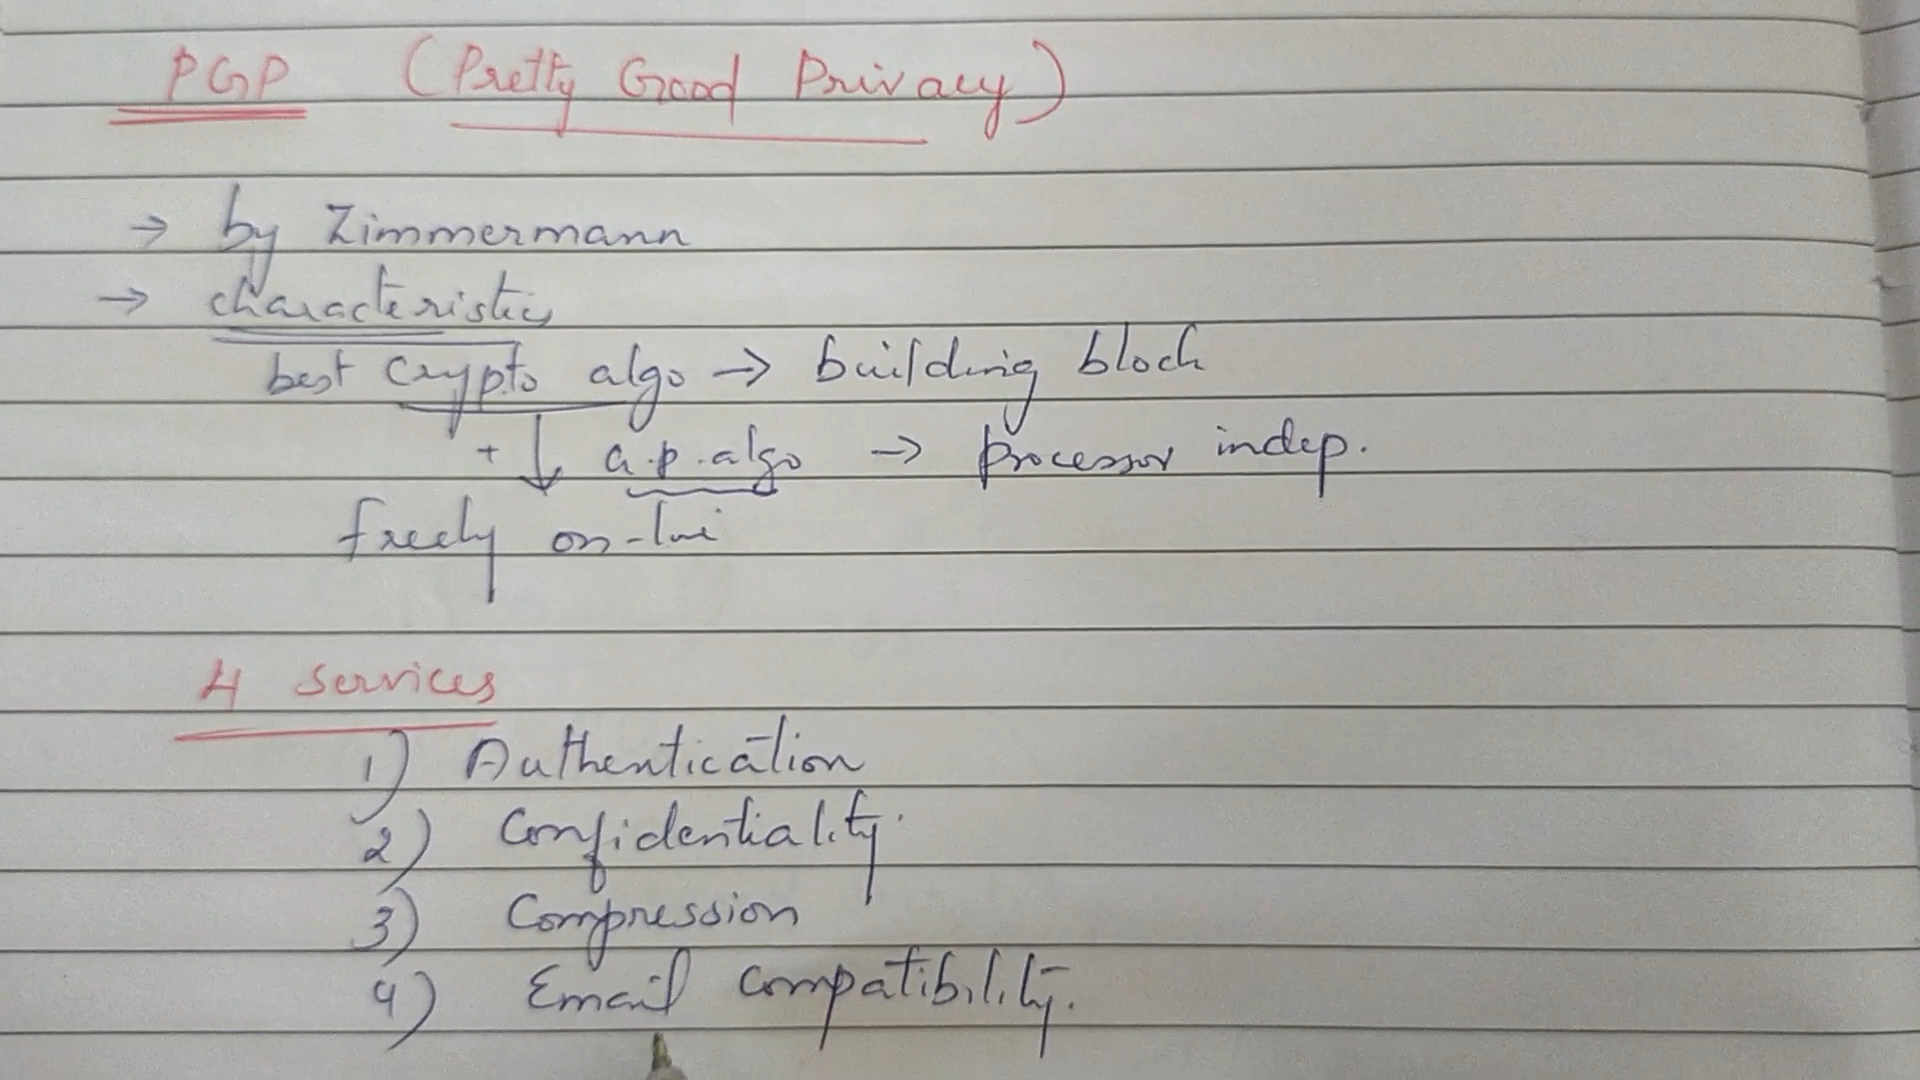 PGP (Pretty Good Privacy)
→ by Zimmermann
→ characteristics
best crypto algo → building block
+ ↓ a.p.algo → processor indep.
freely on-line
4 services
1) Authentication
2) Confidentiality.
3) Compression
4) Email compatibility.